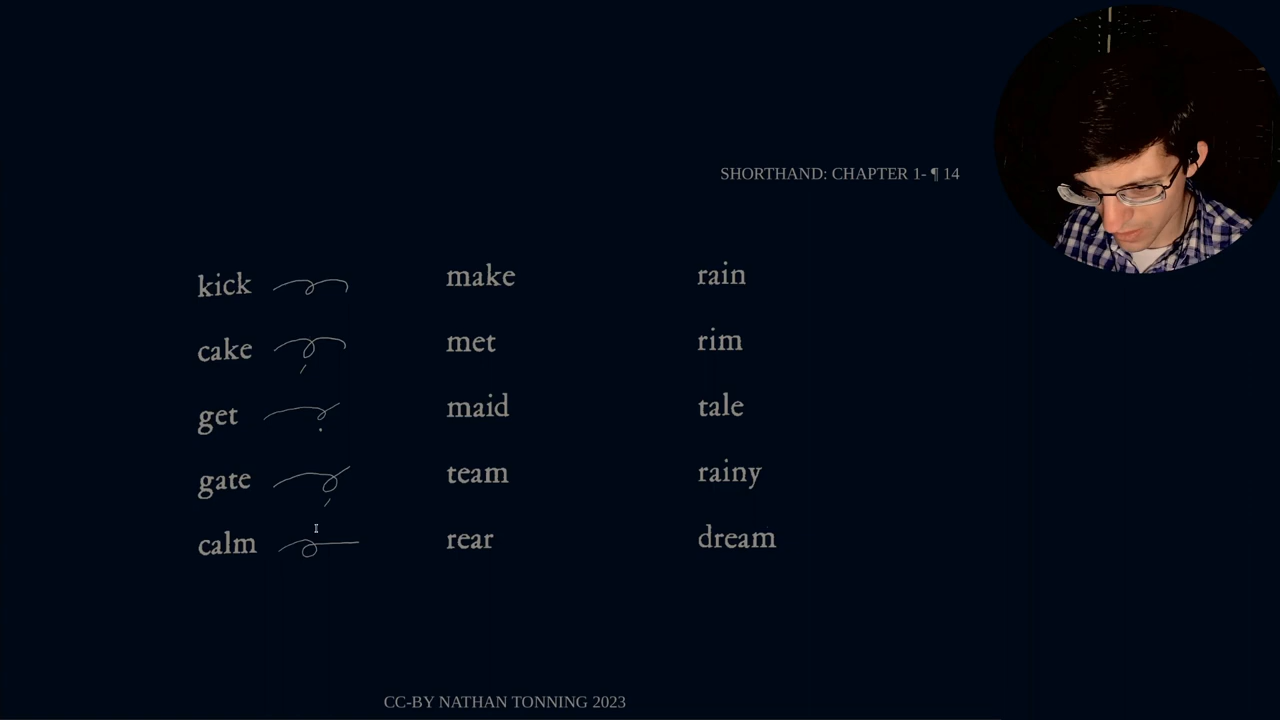 SHORTHAND: CHAPTER 1- ¶ 14
kick make rain
cake met rim
get maid tale
gate team rainy
calm rear dream
CC-BY NATHAN TONNING 2023